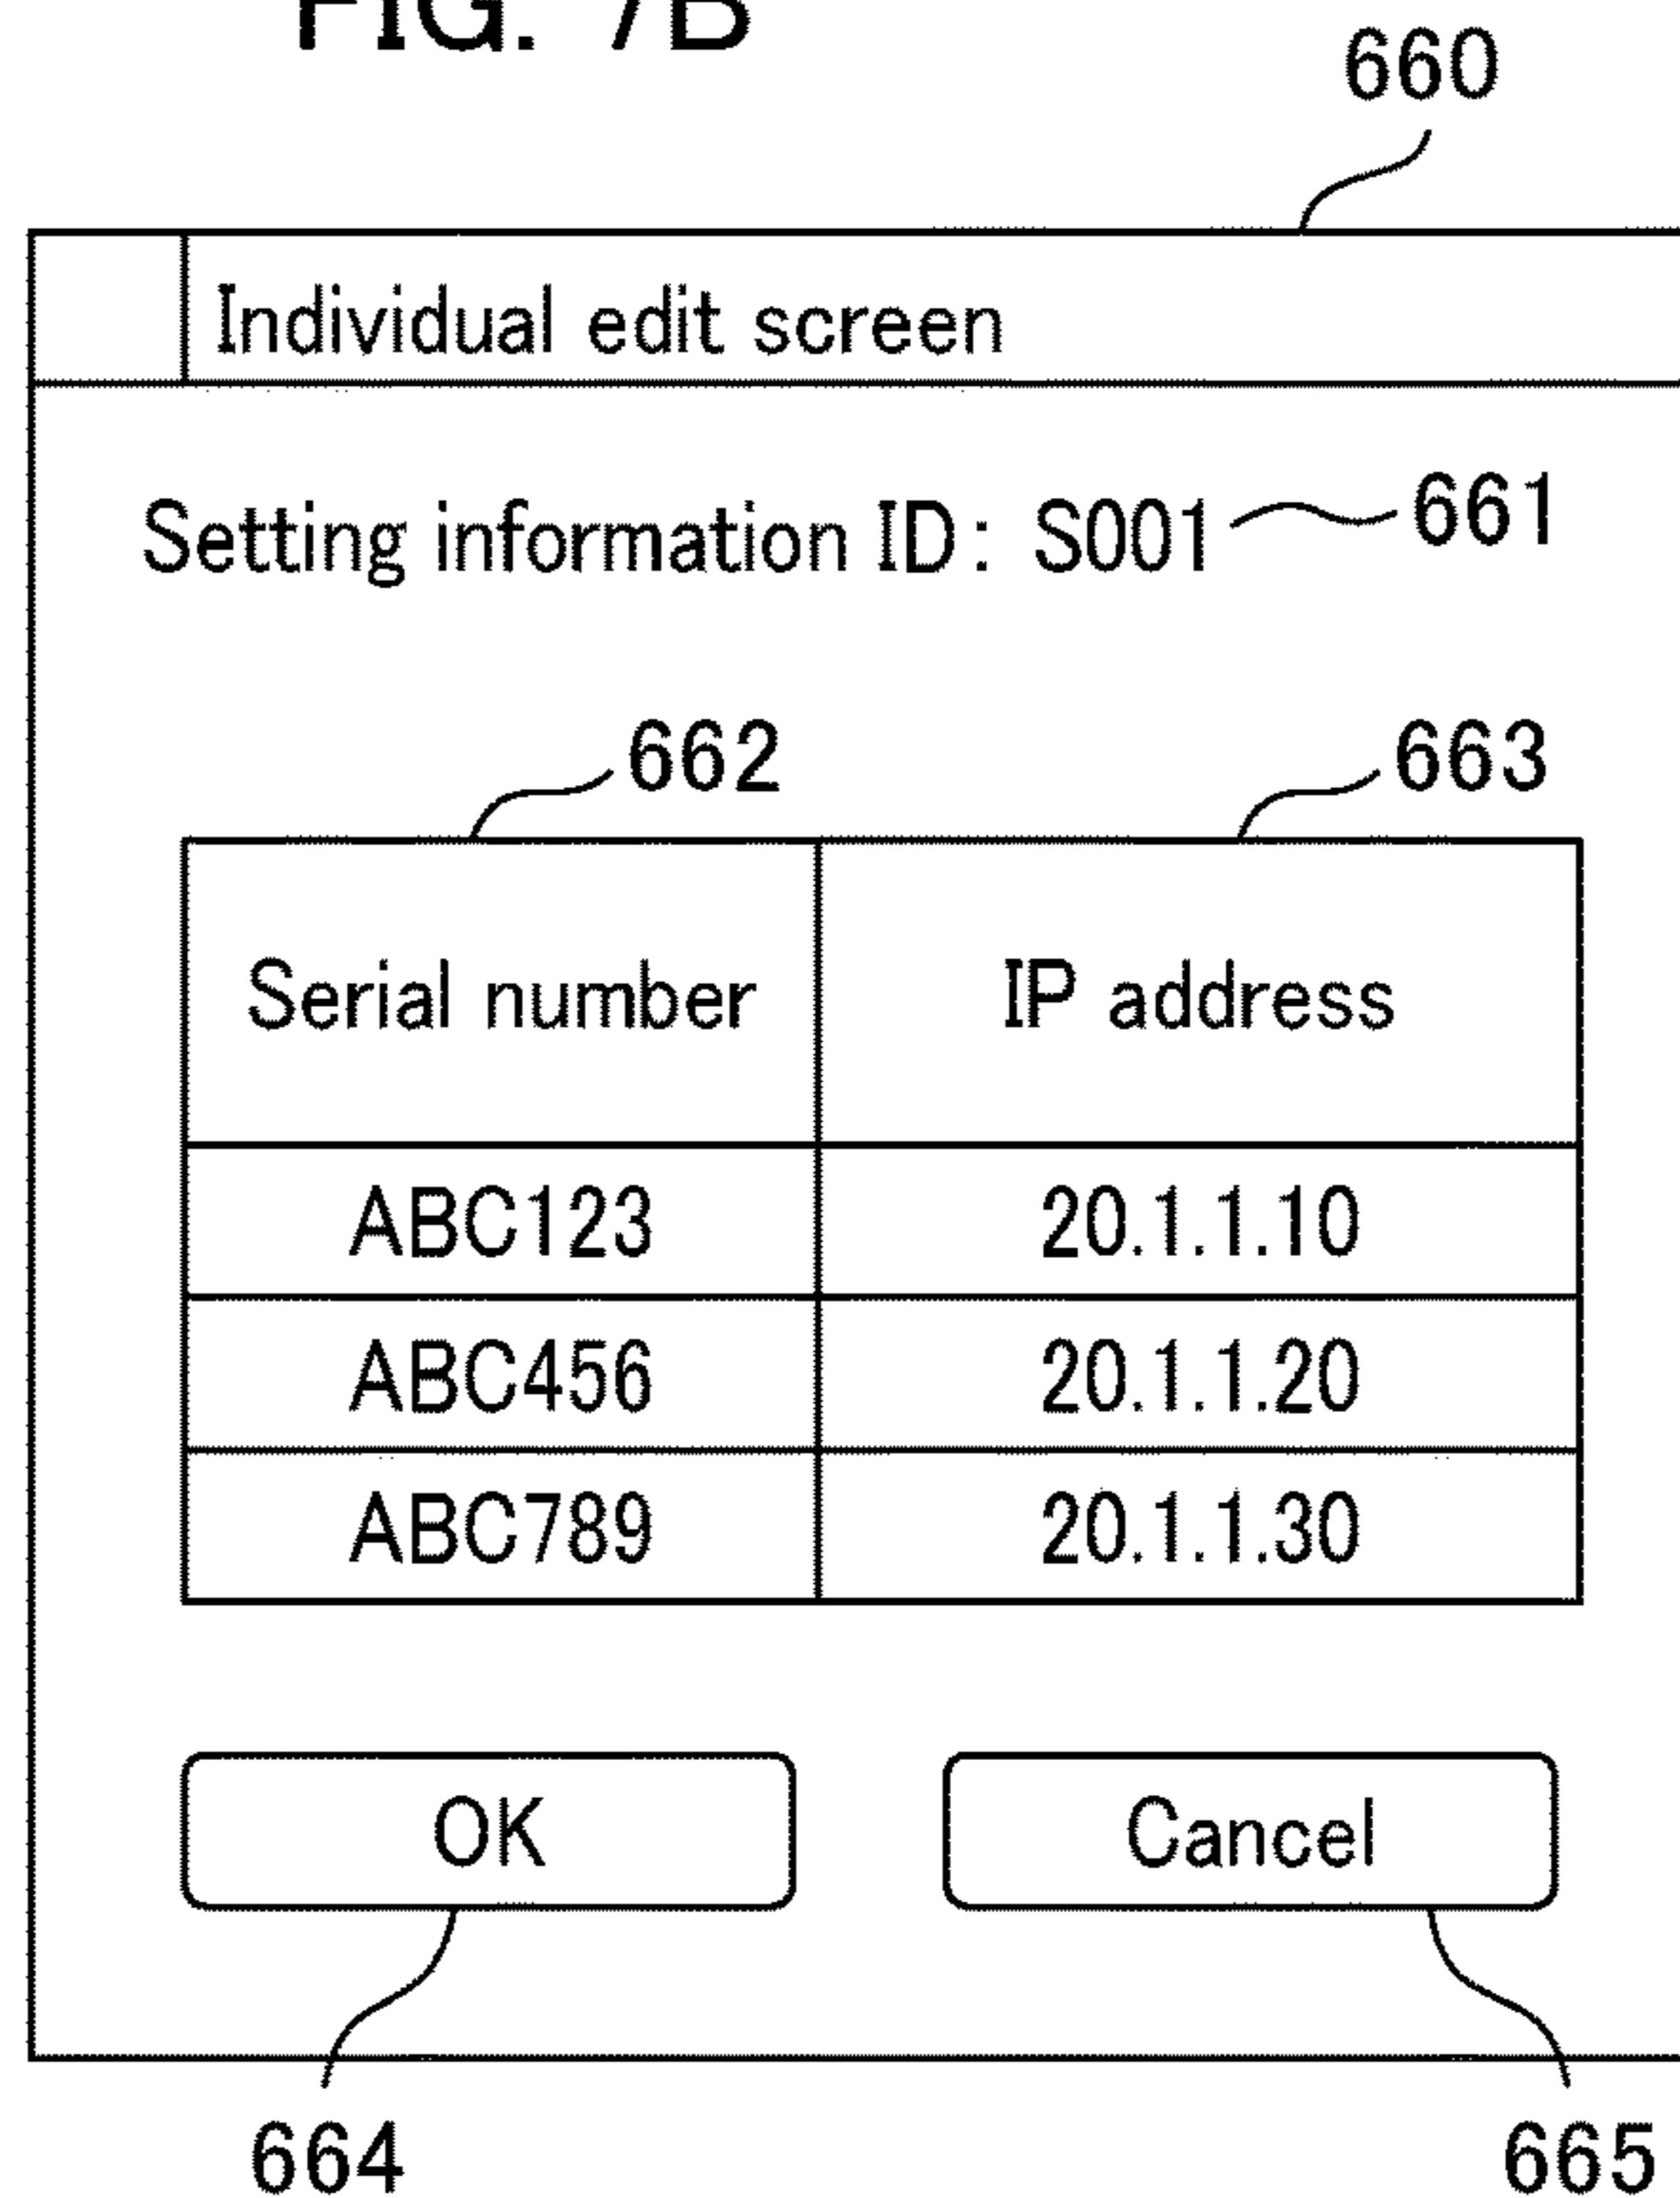 FIG. 7B
660
Individual edit screen
Setting information ID: S001 661
662 663
Serial number IP address
ABC123 20.1.1.10
ABC456 20.1.1.20
ABC789 20.1.1.30
OK Cancel
664 665